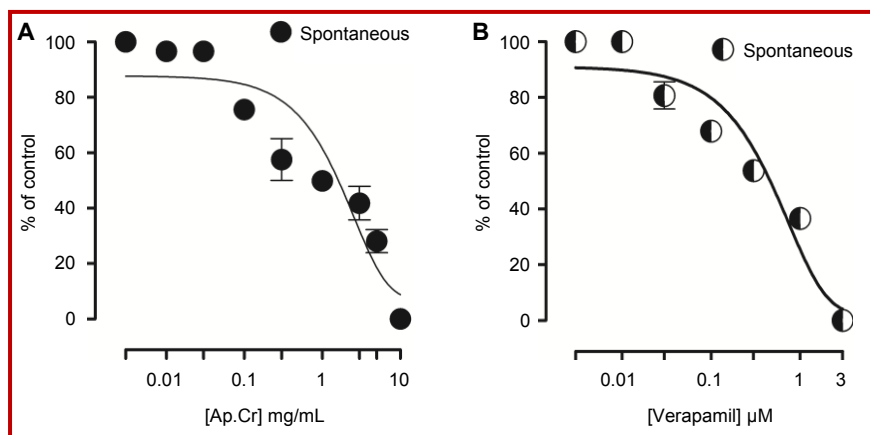 A
Spontaneous
100
80
60
40
20
0
% of control
0.01 0.1 1 10
[Ap.Cr] mg/mL
B
Spontaneous
100
80
60
40
20
0
% of control
0.01 0.1 1 3
[Verapamil] µM